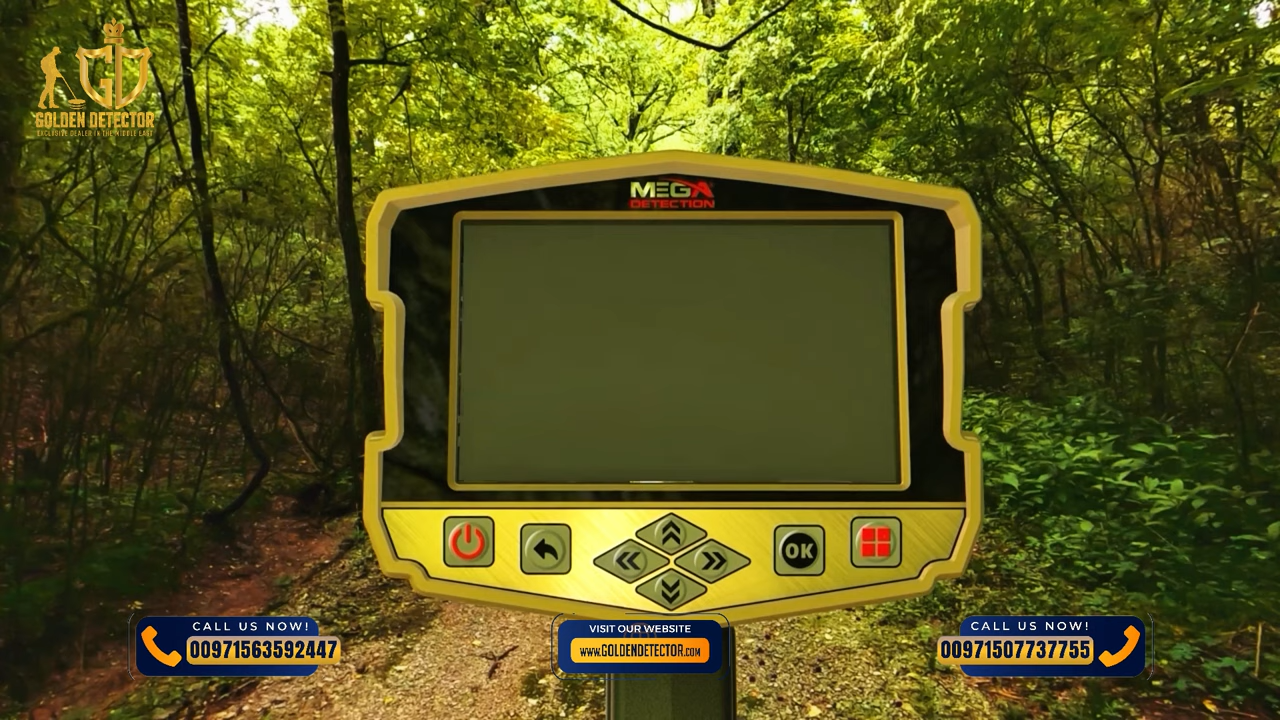 GOLDEN DETECTOR
EXCLUSIVE DEALER IN THE MIDDLE EAST
MEGA
DETECTION
OK
CALL US NOW!
00971563592447
VISIT OUR WEBSITE
www.GOLDENDETECTOR.com
CALL US NOW!
00971507737755